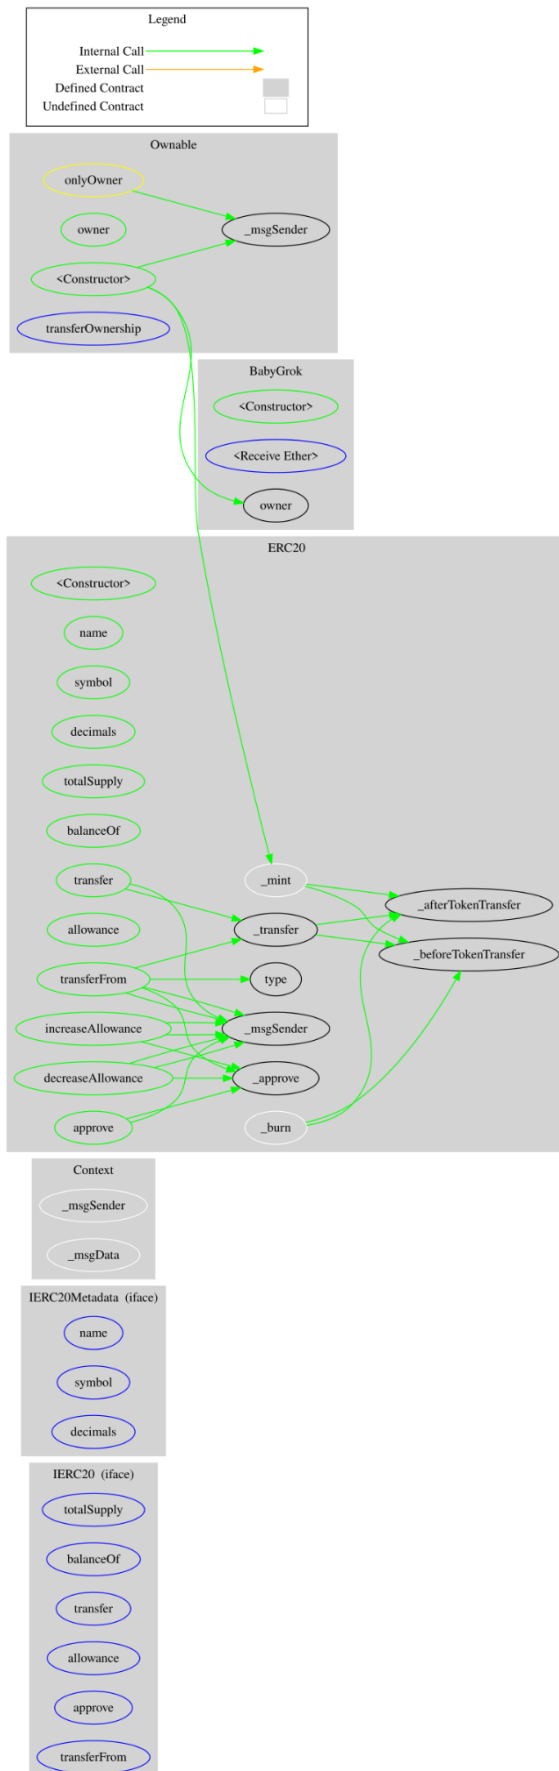 Legend
Internal Call
External Call
Defined Contract
Undefined Contract
Ownable
onlyOwner
owner
_msgSender
<Constructor>
transferOwnership
BabyGrok
<Constructor>
<Receive Ether>
owner
ERC20
<Constructor>
name
symbol
decimals
totalSupply
balanceOf
transfer
_mint
_afterTokenTransfer
allowance
_transfer
_beforeTokenTransfer
transferFrom
type
increaseAllowance
_msgSender
decreaseAllowance
_approve
approve
_burn
Context
_msgSender
_msgData
IERC20Metadata (iface)
name
symbol
decimals
IERC20 (iface)
totalSupply
balanceOf
transfer
allowance
approve
transferFrom